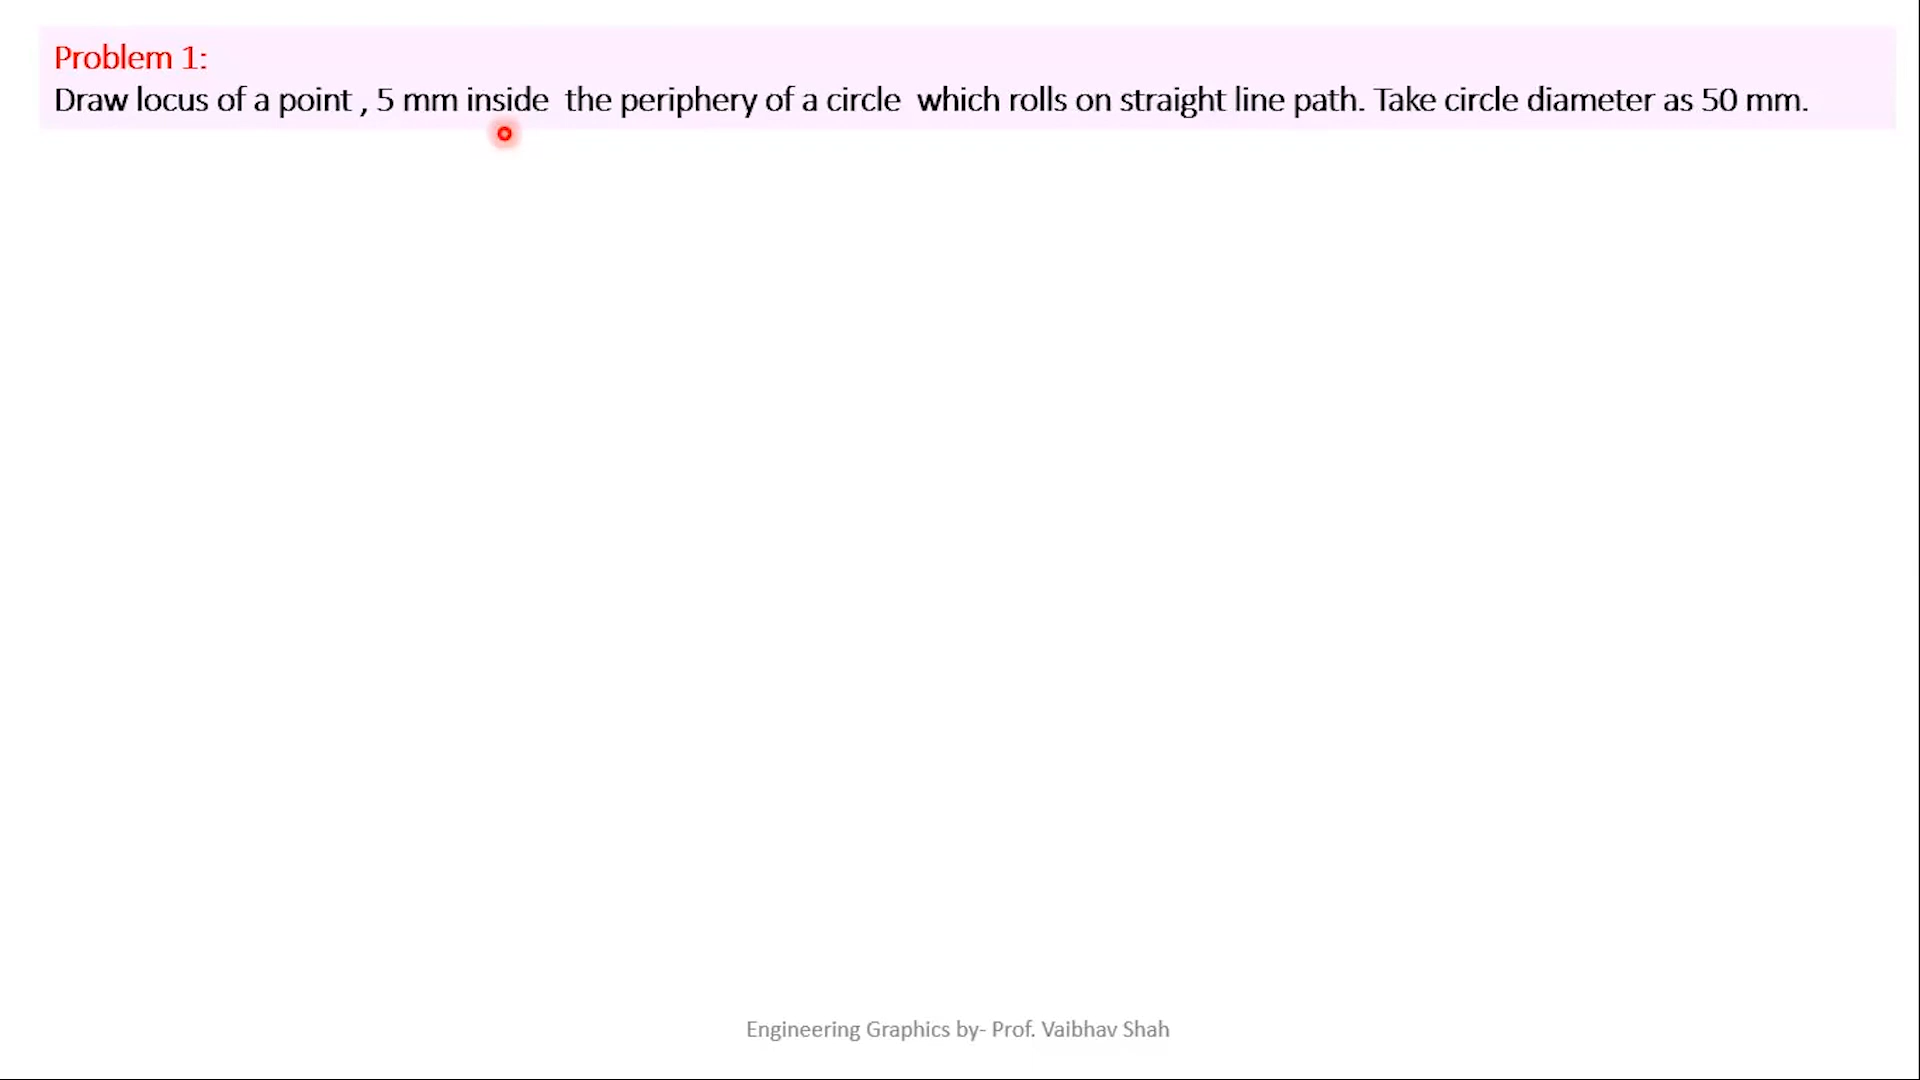 Problem 1:
Draw locus of a point , 5 mm inside  the periphery of a circle  which rolls on straight line path. Take circle diameter as 50 mm.
Engineering Graphics by- Prof. Vaibhav Shah